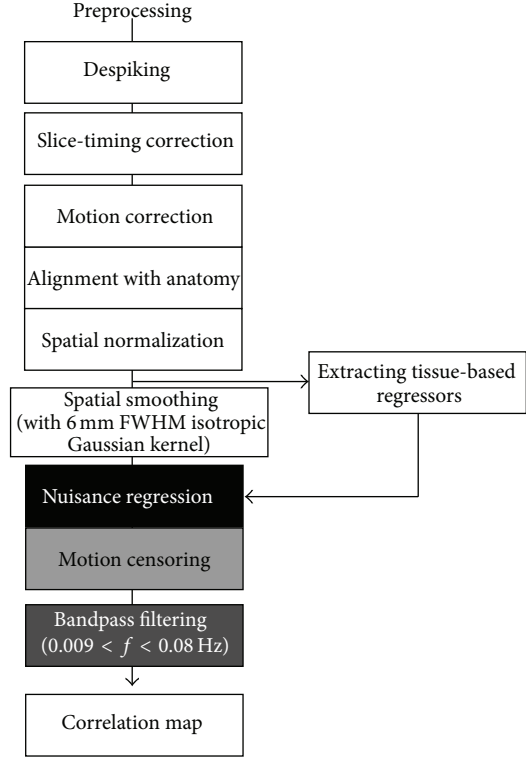 Preprocessing
Despiking
Slice-timing correction
Motion correction
Alignment with anatomy
Spatial normalization
Extracting tissue-based
regressors
Spatial smoothing
(with 6 mm FWHM isotropic
Gaussian kernel)
Nuisance regression
Motion censoring
Bandpass filtering
(0.009 < f < 0.08 Hz)
Correlation map